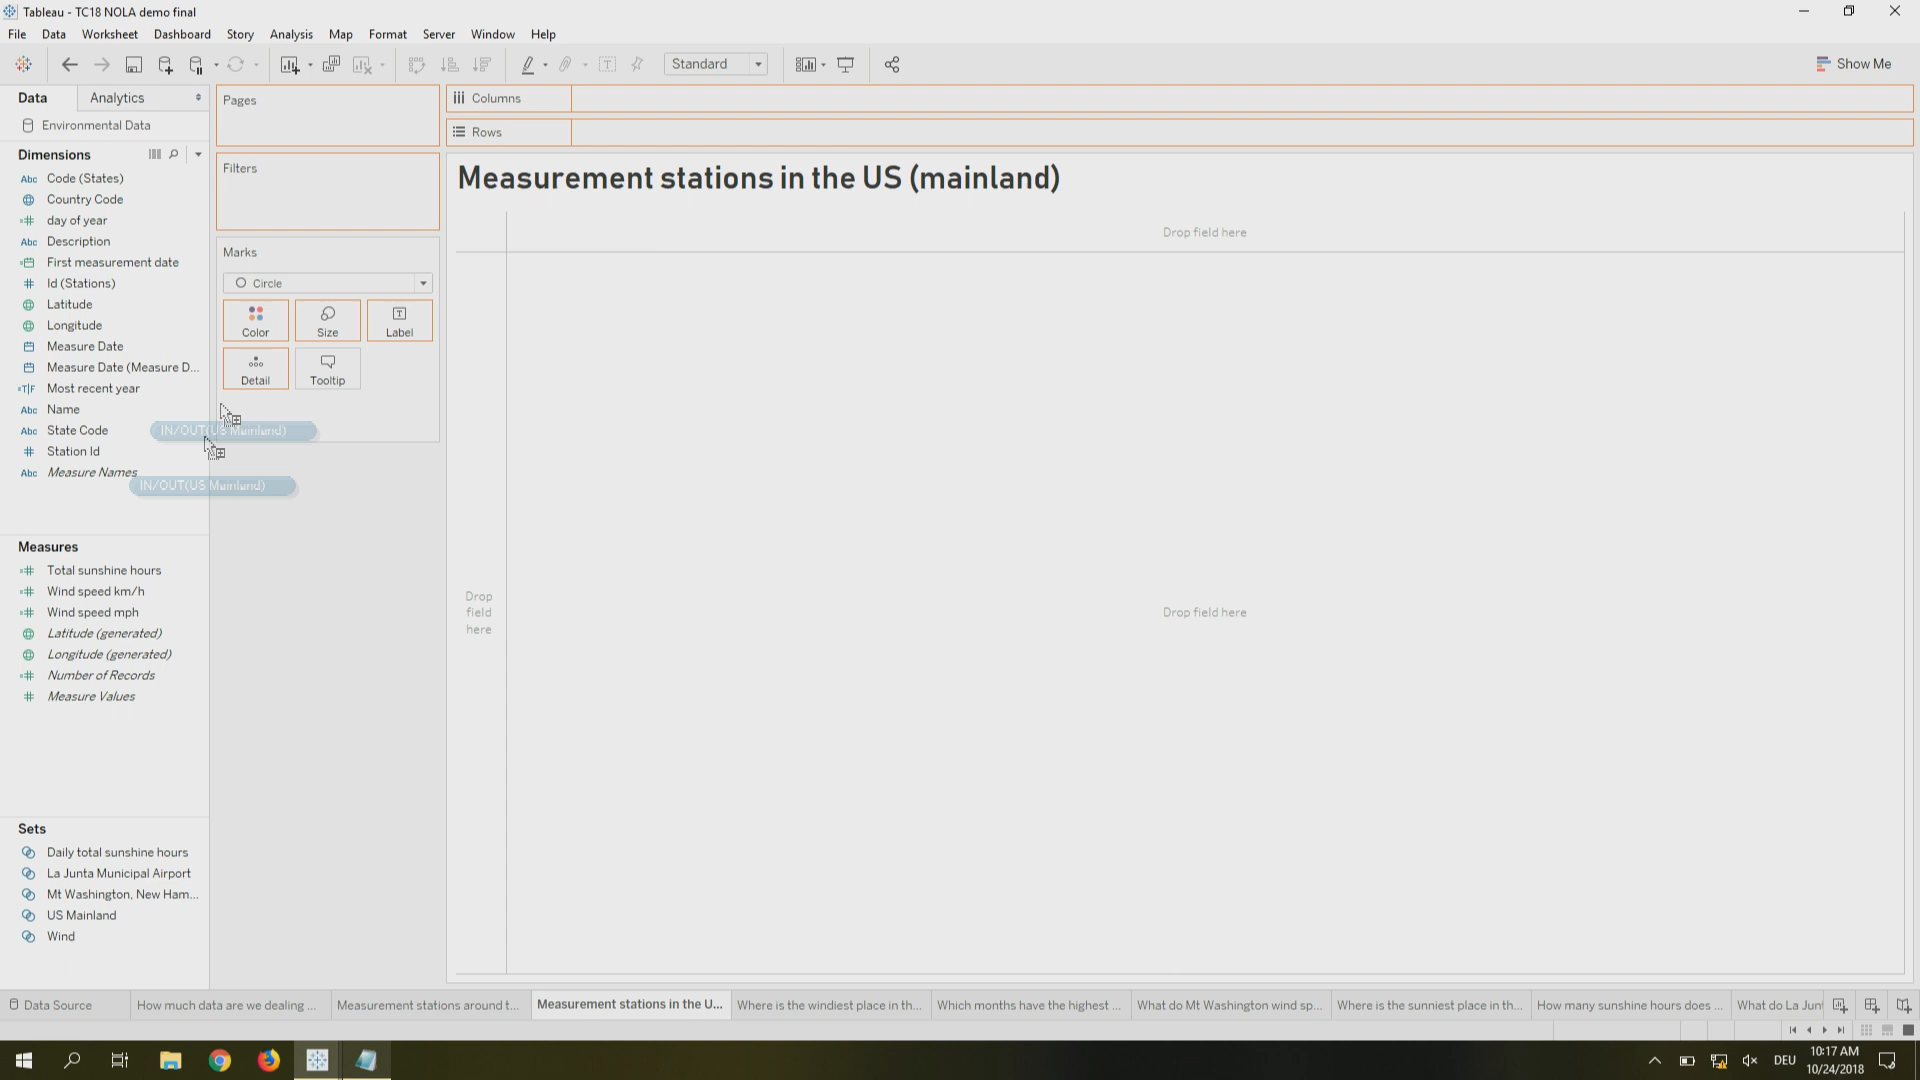 Tableau - TC18 NOLA demo final
File Data Worksheet Dashboard Story Analysis Map Format Server Window Help
Standard
Show Me
Data Analytics
Environmental Data
Pages
Columns
Rows
Dimensions
Code (States)
Country Code
day of year
Description
First measurement date
Id (Stations)
Latitude
Longitude
Measure Date
Measure Date (Measure D...
Most recent year
Name
State Code
Station Id
Measure Names
Filters
Marks
Circle
Color Size Label
Detail Tooltip
IN/OUT(US Mainland)
IN/OUT(US Mainland)
Measurement stations in the US (mainland)
Drop field here
Drop
field
here
Drop field here
Measures
Total sunshine hours
Wind speed km/h
Wind speed mph
Latitude (generated)
Longitude (generated)
Number of Records
Measure Values
Sets
Daily total sunshine hours
La Junta Municipal Airport
Mt Washington, New Ham...
US Mainland
Wind
Data Source How much data are we dealing ... Measurement stations around t... Measurement stations in the U... Where is the windiest place in th... Which months have the highest ... What do Mt Washington wind sp... Where is the sunniest place in th... How many sunshine hours does ... What do La Jun
DEU
10:17 AM
10/24/2018